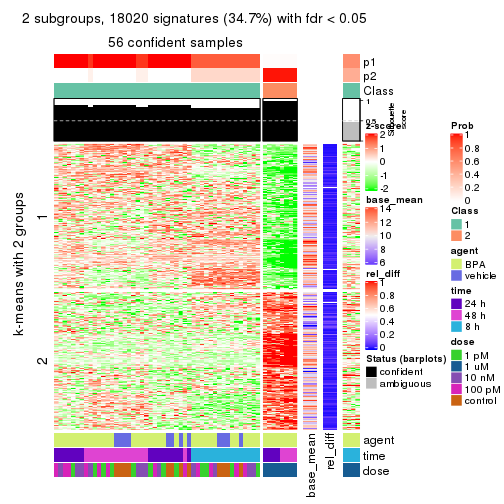 2 subgroups, 18020 signatures (34.7%) with fdr < 0.05
56 confident samples
p1
p2
Class
1
0.5
Silhouette score
k-means with 2 groups
1
2
z-score
2
1
0
-1
-2
base_mean
14
12
10
8
6
rel_diff
1
0.8
0.6
0.4
0.2
0
Status (barplots)
confident
ambiguous
Prob
1
0.8
0.6
0.4
0.2
0
Class
1
2
agent
BPA
vehicle
time
24 h
48 h
8 h
dose
1 pM
1 uM
10 nM
100 pM
control
agent
time
dose
base_mean
rel_diff